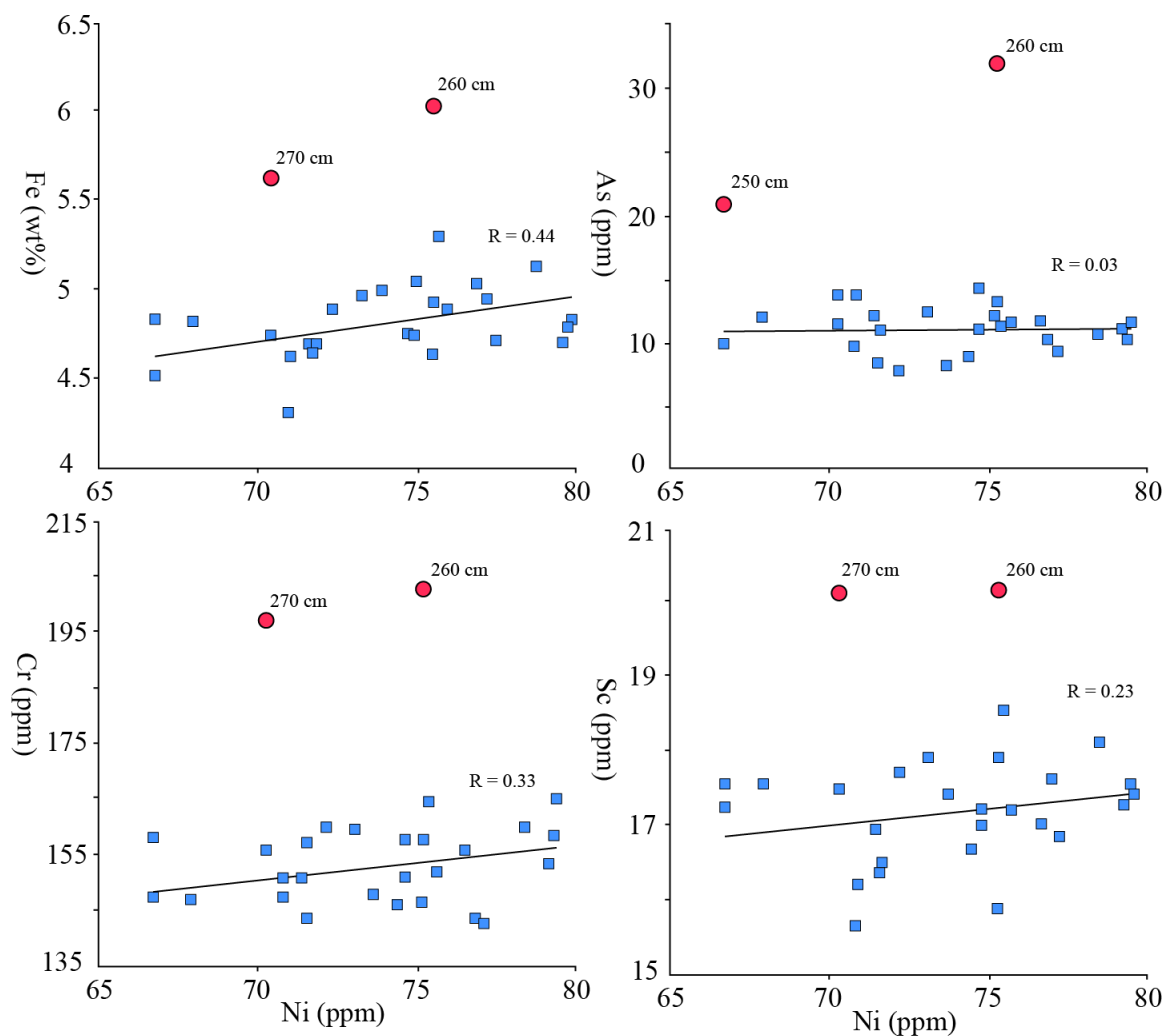 6.5
6
5.5
5
4.5
4
Fe (wt%)
260 cm
270 cm
R = 0.44
65
70
75
80
30
20
10
0
As (ppm)
260 cm
250 cm
R = 0.03
65
70
75
80
215
195
175
155
135
Cr (ppm)
270 cm
260 cm
R = 0.33
65
70
75
80
Ni (ppm)
21
19
17
15
Sc (ppm)
270 cm
260 cm
R = 0.23
65
70
75
80
Ni (ppm)